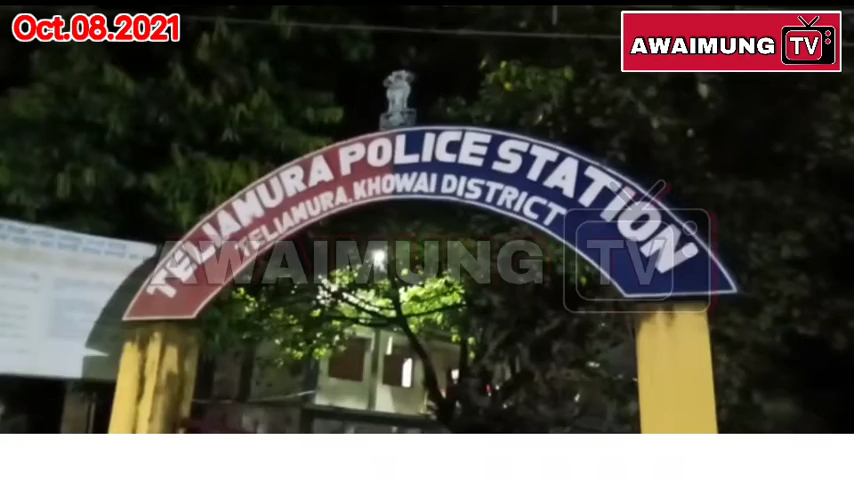 Oct.08.2021
AWAIMUNG TV
TELIAMURA POLICE STATION
TELIAMURA, KHOWAI DISTRICT
AWAIMUNG TV